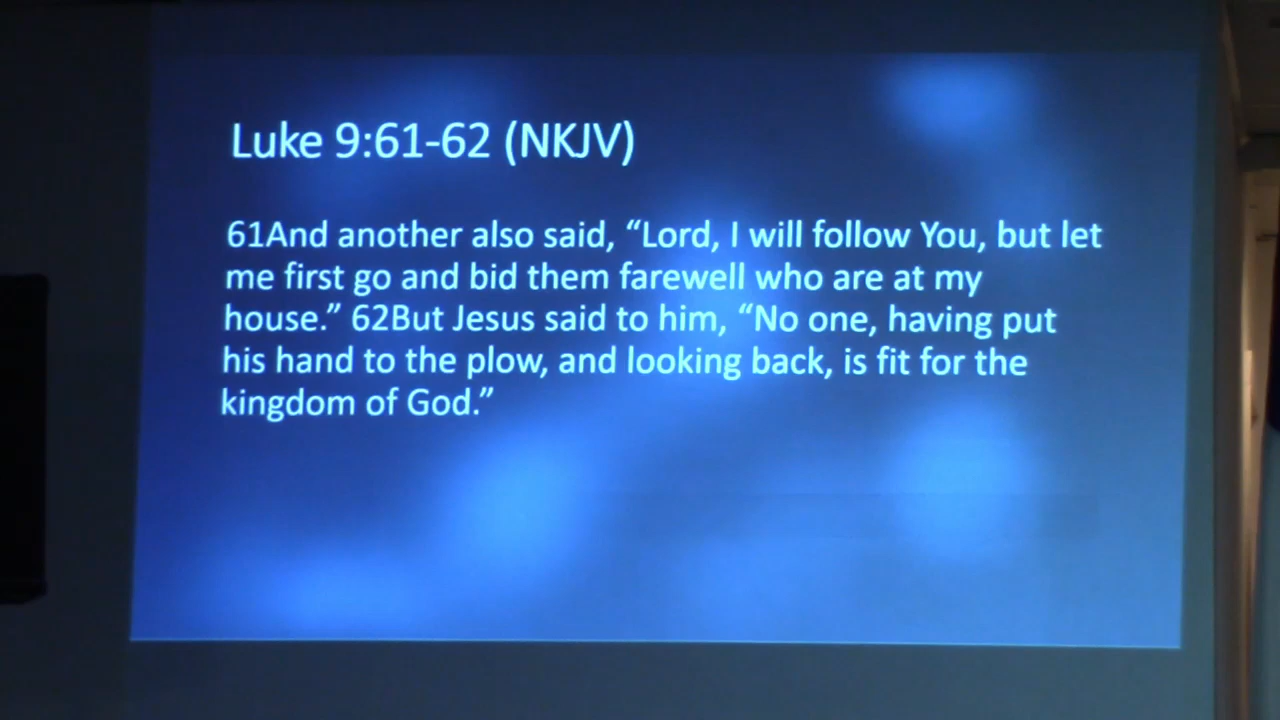 Luke 9:61-62 (NKJV)
61And another also said, “Lord, I will follow You, but let
me first go and bid them farewell who are at my
house.” 62But Jesus said to him, “No one, having put
his hand to the plow, and looking back, is fit for the
kingdom of God.”